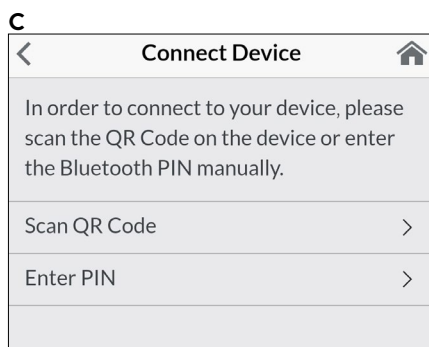 C
Connect Device
In order to connect to your device, please
scan the QR Code on the device or enter
the Bluetooth PIN manually.
Scan QR Code
Enter PIN